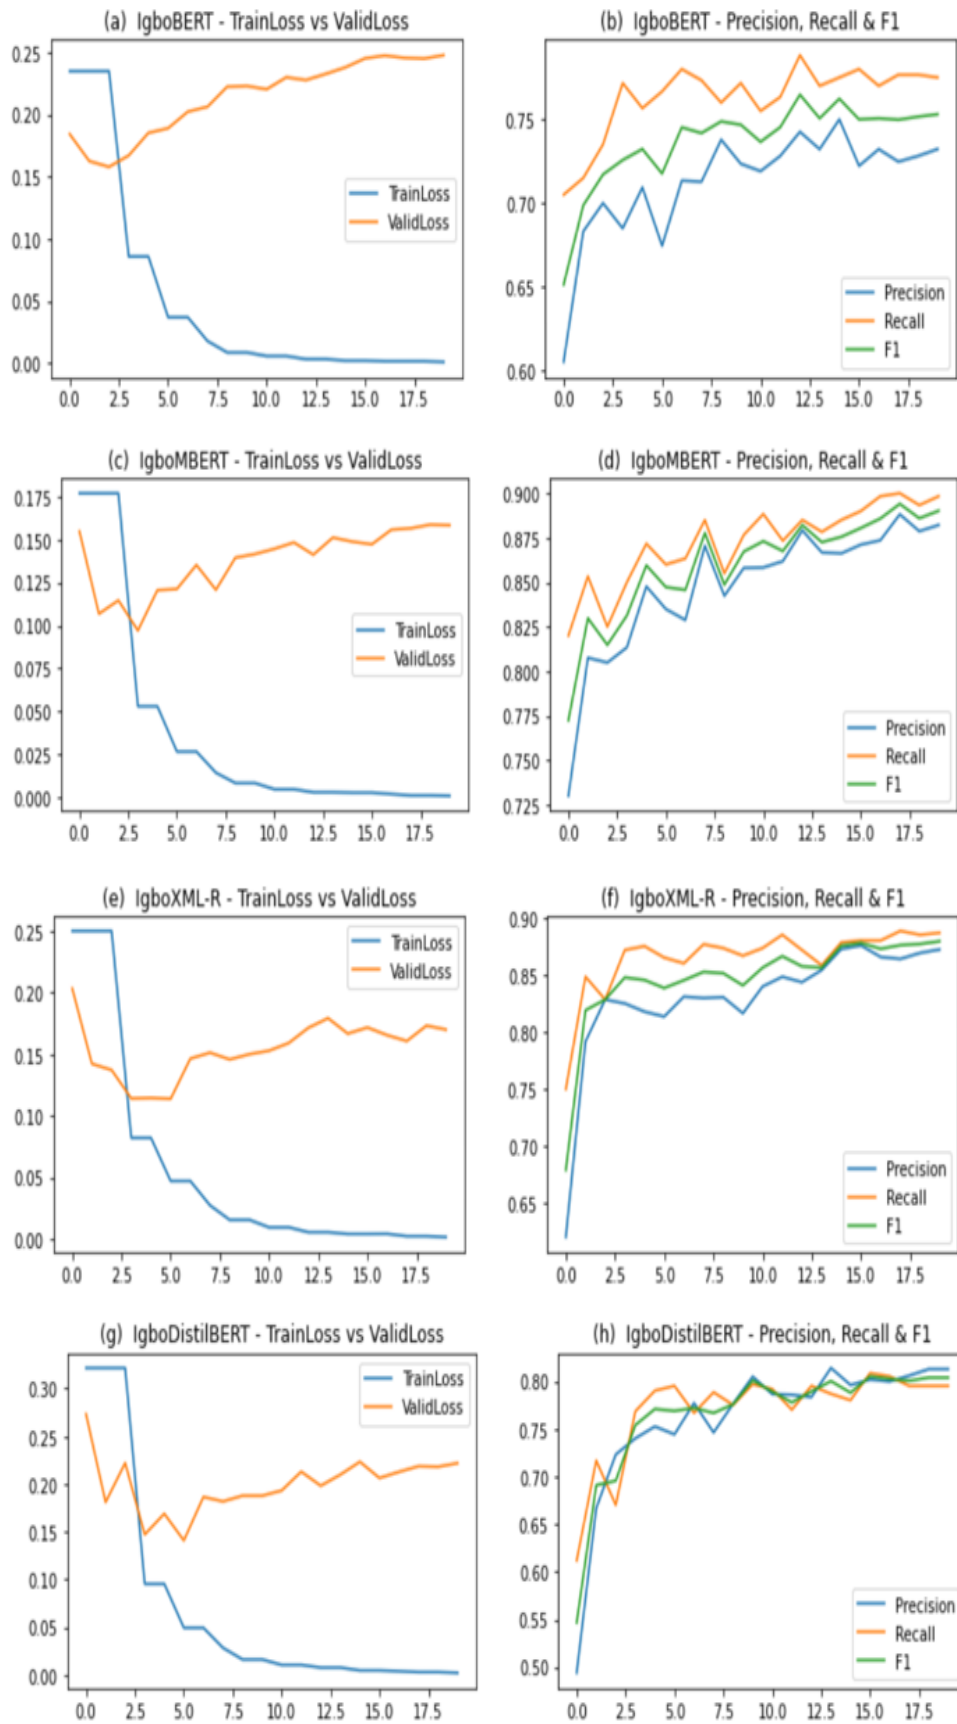 (a) IgboBERT - TrainLoss vs ValidLoss
0.25
0.20
0.15
0.10
0.05
0.00
TrainLoss
ValidLoss
0.0 2.5 5.0 7.5 10.0 12.5 15.0 17.5
(b) IgboBERT - Precision, Recall & F1
0.75
0.70
0.65
0.60
Precision
Recall
F1
0.0 2.5 5.0 7.5 10.0 12.5 15.0 17.5
(c) IgboMBERT - TrainLoss vs ValidLoss
0.175
0.150
0.125
0.100
0.075
0.050
0.025
0.000
TrainLoss
ValidLoss
0.0 2.5 5.0 7.5 10.0 12.5 15.0 17.5
(d) IgboMBERT - Precision, Recall & F1
0.900
0.875
0.850
0.825
0.800
0.775
0.750
0.725
Precision
Recall
F1
0.0 2.5 5.0 7.5 10.0 12.5 15.0 17.5
(e) IgboXML-R - TrainLoss vs ValidLoss
0.25
0.20
0.15
0.10
0.05
0.00
TrainLoss
ValidLoss
0.0 2.5 5.0 7.5 10.0 12.5 15.0 17.5
(f) IgboXML-R - Precision, Recall & F1
0.90
0.85
0.80
0.75
0.70
0.65
Precision
Recall
F1
0.0 2.5 5.0 7.5 10.0 12.5 15.0 17.5
(g) IgboDistilBERT - TrainLoss vs ValidLoss
0.30
0.25
0.20
0.15
0.10
0.05
0.00
TrainLoss
ValidLoss
0.0 2.5 5.0 7.5 10.0 12.5 15.0 17.5
(h) IgboDistilBERT - Precision, Recall & F1
0.80
0.75
0.70
0.65
0.60
0.55
0.50
Precision
Recall
F1
0.0 2.5 5.0 7.5 10.0 12.5 15.0 17.5